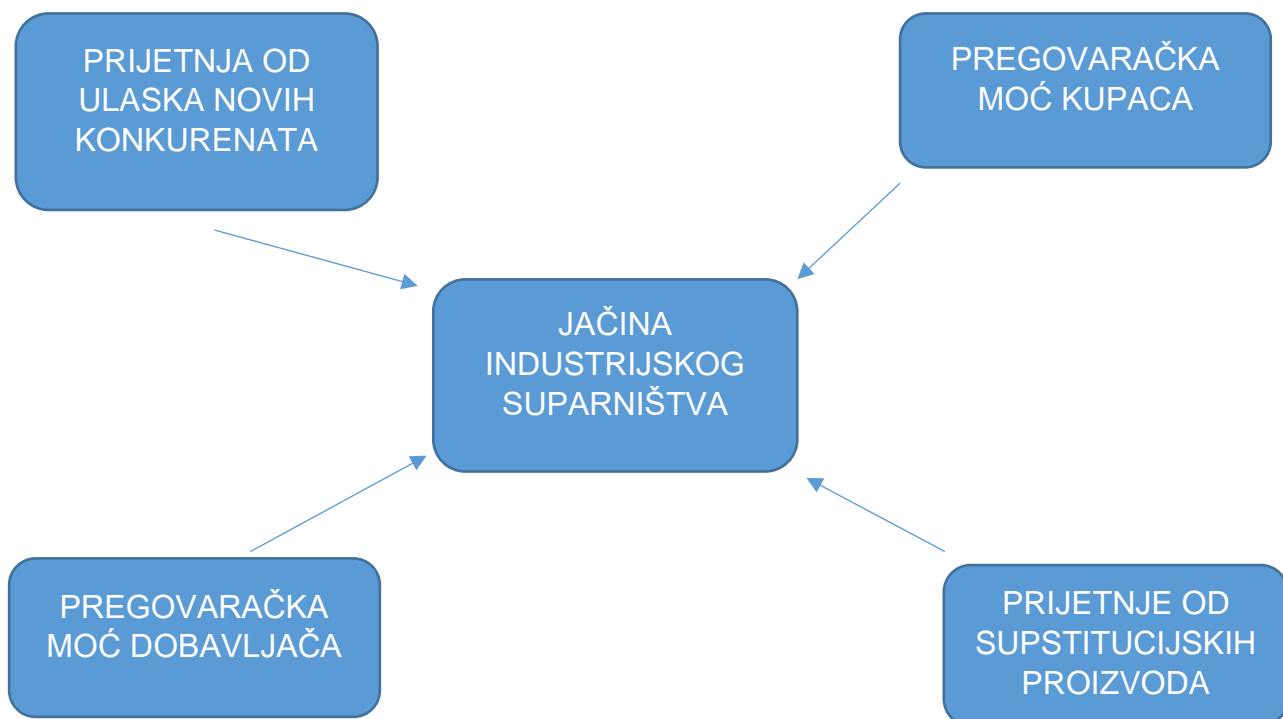 PRIJETNJA OD
ULASKA NOVIH
KONKURENATA
PREGOVARAČKA
MOĆ KUPACA
JAČINA
INDUSTRIJSKOG
SUPARNIŠTVA
PREGOVARAČKA
MOĆ DOBAVLJAČA
PRIJETNJE OD
SUPSTITUCIJSKIH
PROIZVODA